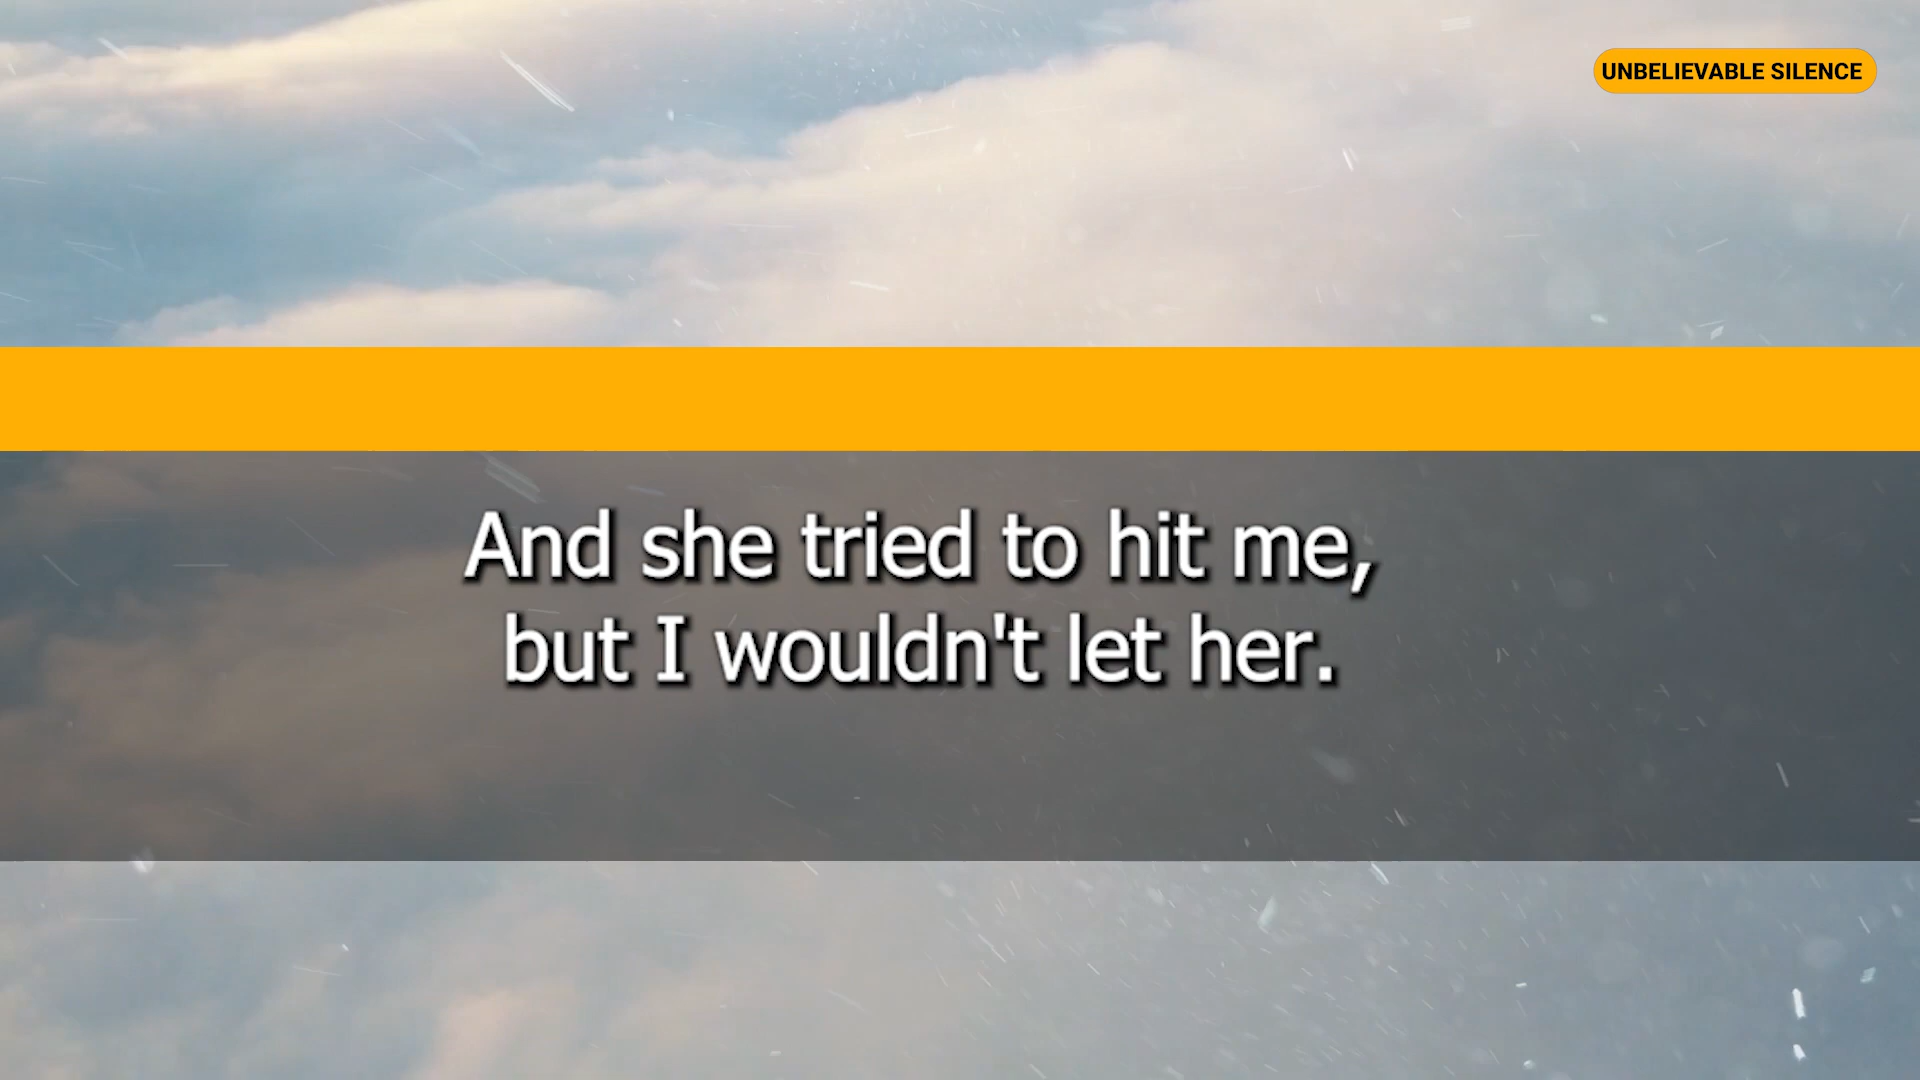 UNBELIEVABLE SILENCE
And she tried to hit me,
but I wouldn't let her.